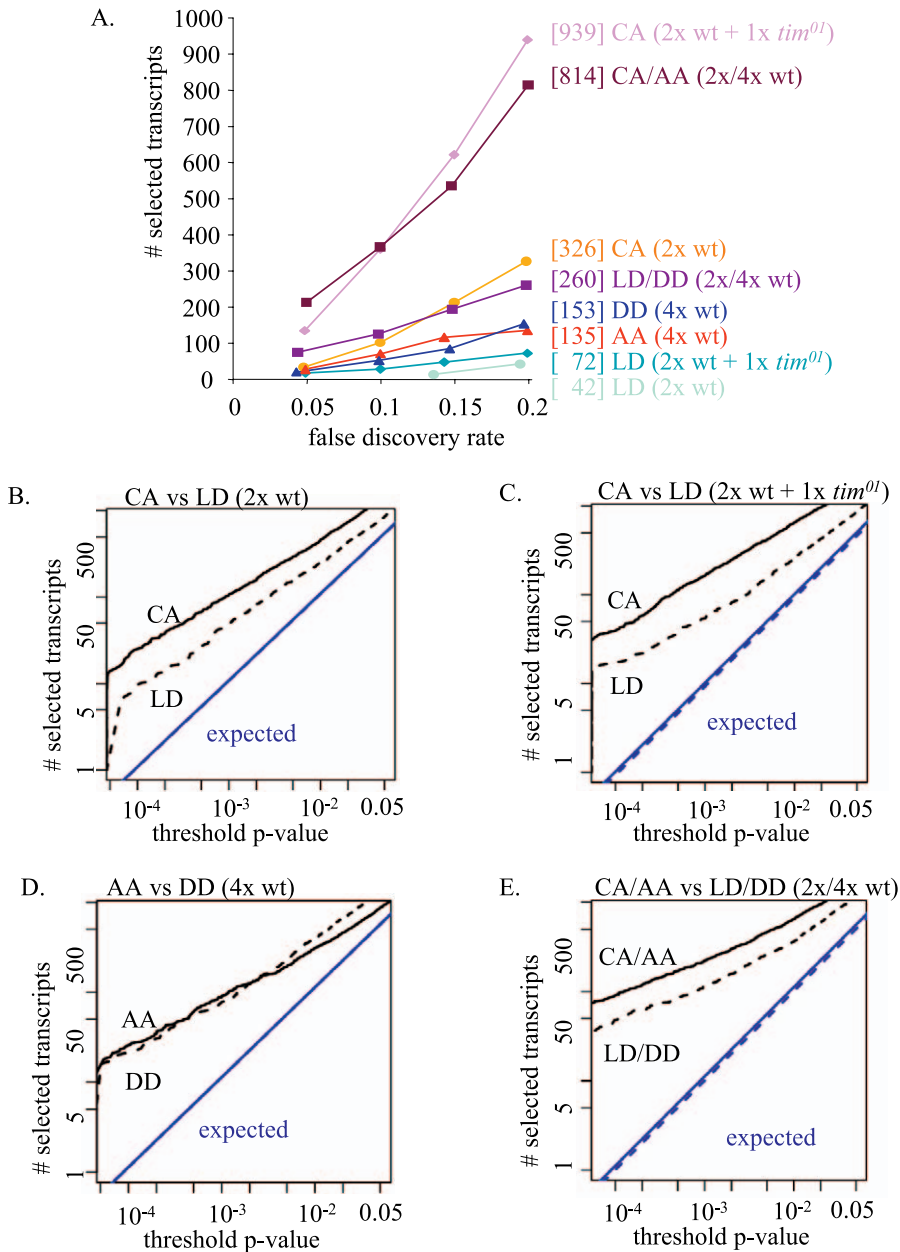 A.
# selected transcripts
1000
900
800
700
600
500
400
300
200
100
0
0 0.05 0.1 0.15 0.2
false discovery rate
[939] CA (2x wt + 1x tim01)
[814] CA/AA (2x/4x wt)
[326] CA (2x wt)
[260] LD/DD (2x/4x wt)
[153] DD (4x wt)
[135] AA (4x wt)
[ 72] LD (2x wt + 1x tim01)
[ 42] LD (2x wt)
B.
CA vs LD (2x wt)
# selected transcripts
500
50
5
1
CA
LD
expected
10-4 10-3 10-2 0.05
threshold p-value
C.
CA vs LD (2x wt + 1x tim01)
# selected transcripts
500
50
5
1
CA
LD
expected
10-4 10-3 10-2 0.05
threshold p-value
D.
AA vs DD (4x wt)
# selected transcripts
500
50
5
1
AA
DD
expected
10-4 10-3 10-2 0.05
threshold p-value
E.
CA/AA vs LD/DD (2x/4x wt)
# selected transcripts
500
50
5
1
CA/AA
LD/DD
expected
10-4 10-3 10-2 0.05
threshold p-value